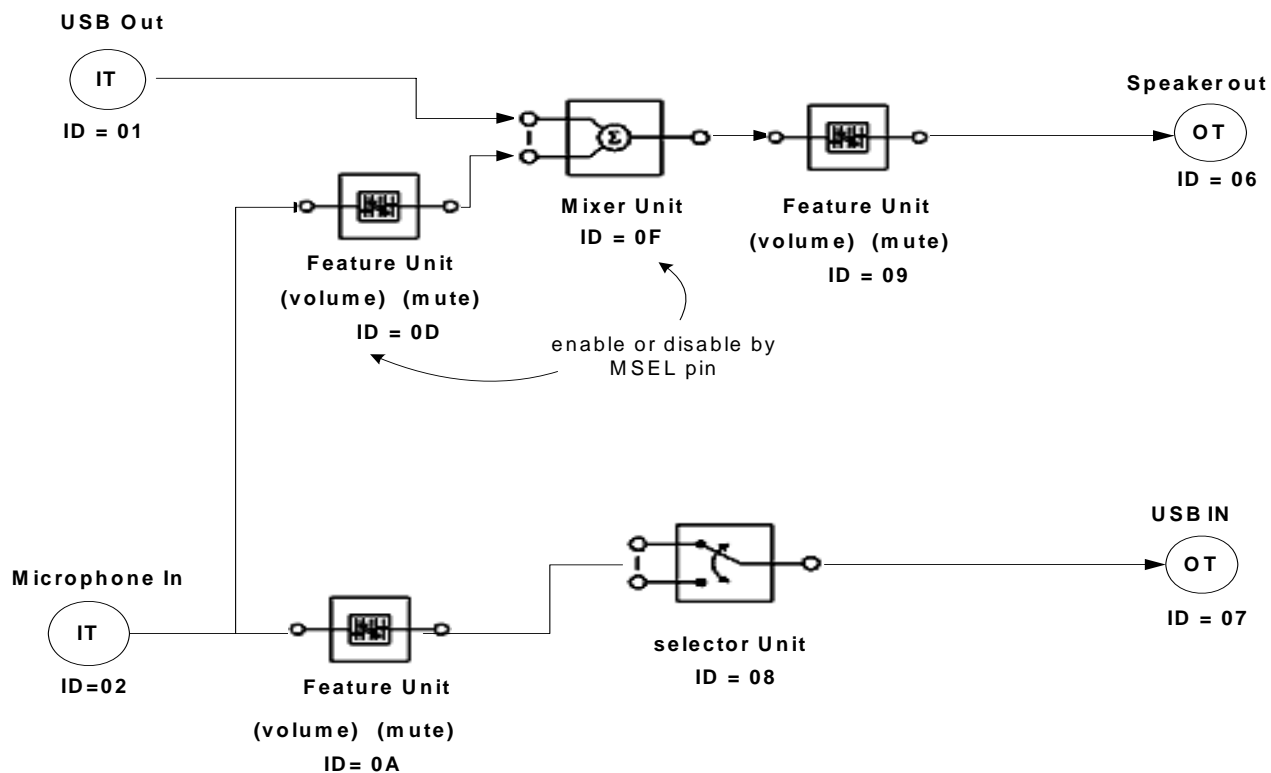 USB Out
IT
ID = 01
Speaker out
OT
ID = 06
Σ
Mixer Unit
ID = 0F
Feature Unit
(volume) (mute)
ID = 09
Feature Unit
(volume) (mute)
ID = 0D
enable or disable by
MSEL pin
USB IN
OT
ID = 07
Microphone In
IT
ID=02
selector Unit
ID = 08
Feature Unit
(volume) (mute)
ID= 0A